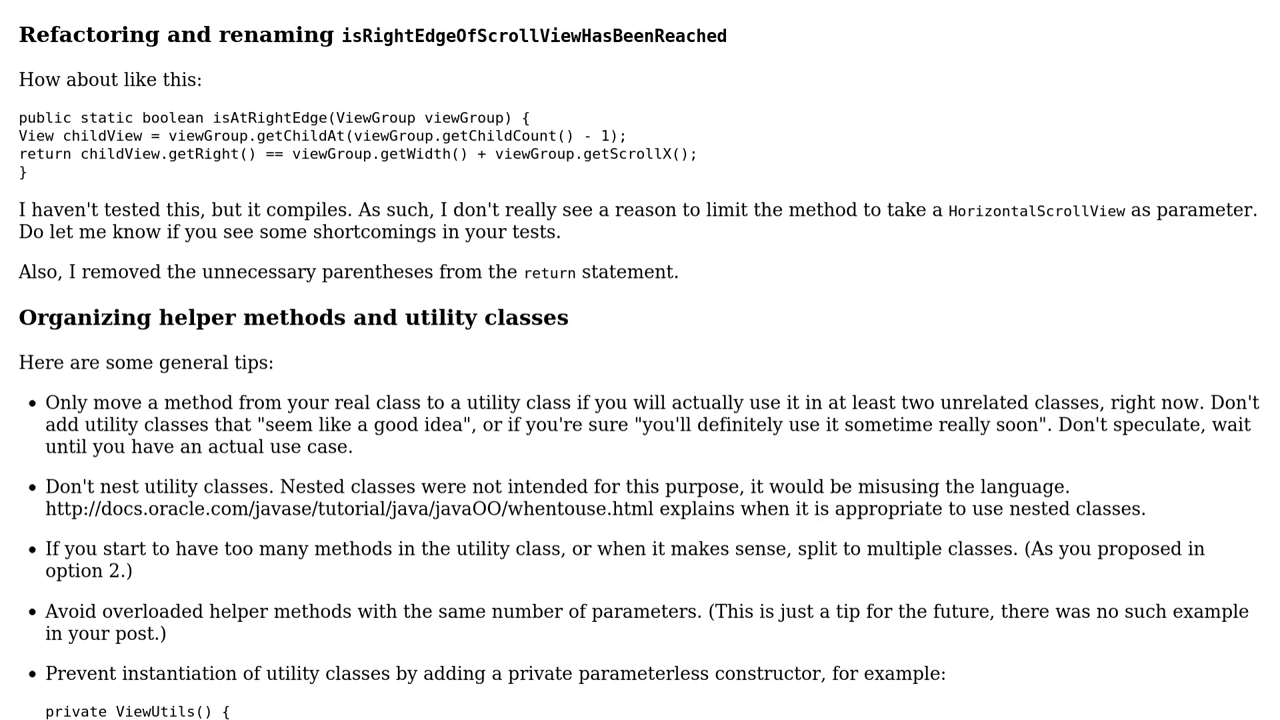 Refactoring and renaming isRightEdgeOfScrollViewHasBeenReached
How about like this:
public static boolean isAtRightEdge(ViewGroup viewGroup) {
View childView = viewGroup.getChildAt(viewGroup.getChildCount() - 1);
return childView.getRight() == viewGroup.getWidth() + viewGroup.getScrollX();
}
I haven't tested this, but it compiles. As such, I don't really see a reason to limit the method to take a HorizontalScrollView as parameter.
Do let me know if you see some shortcomings in your tests.
Also, I removed the unnecessary parentheses from the return statement.
Organizing helper methods and utility classes
Here are some general tips:
• Only move a method from your real class to a utility class if you will actually use it in at least two unrelated classes, right now. Don't
add utility classes that "seem like a good idea", or if you're sure "you'll definitely use it sometime really soon". Don't speculate, wait
until you have an actual use case.
• Don't nest utility classes. Nested classes were not intended for this purpose, it would be misusing the language.
http://docs.oracle.com/javase/tutorial/java/javaOO/whentouse.html explains when it is appropriate to use nested classes.
• If you start to have too many methods in the utility class, or when it makes sense, split to multiple classes. (As you proposed in
option 2.)
• Avoid overloaded helper methods with the same number of parameters. (This is just a tip for the future, there was no such example
in your post.)
• Prevent instantiation of utility classes by adding a private parameterless constructor, for example:
private ViewUtils() {